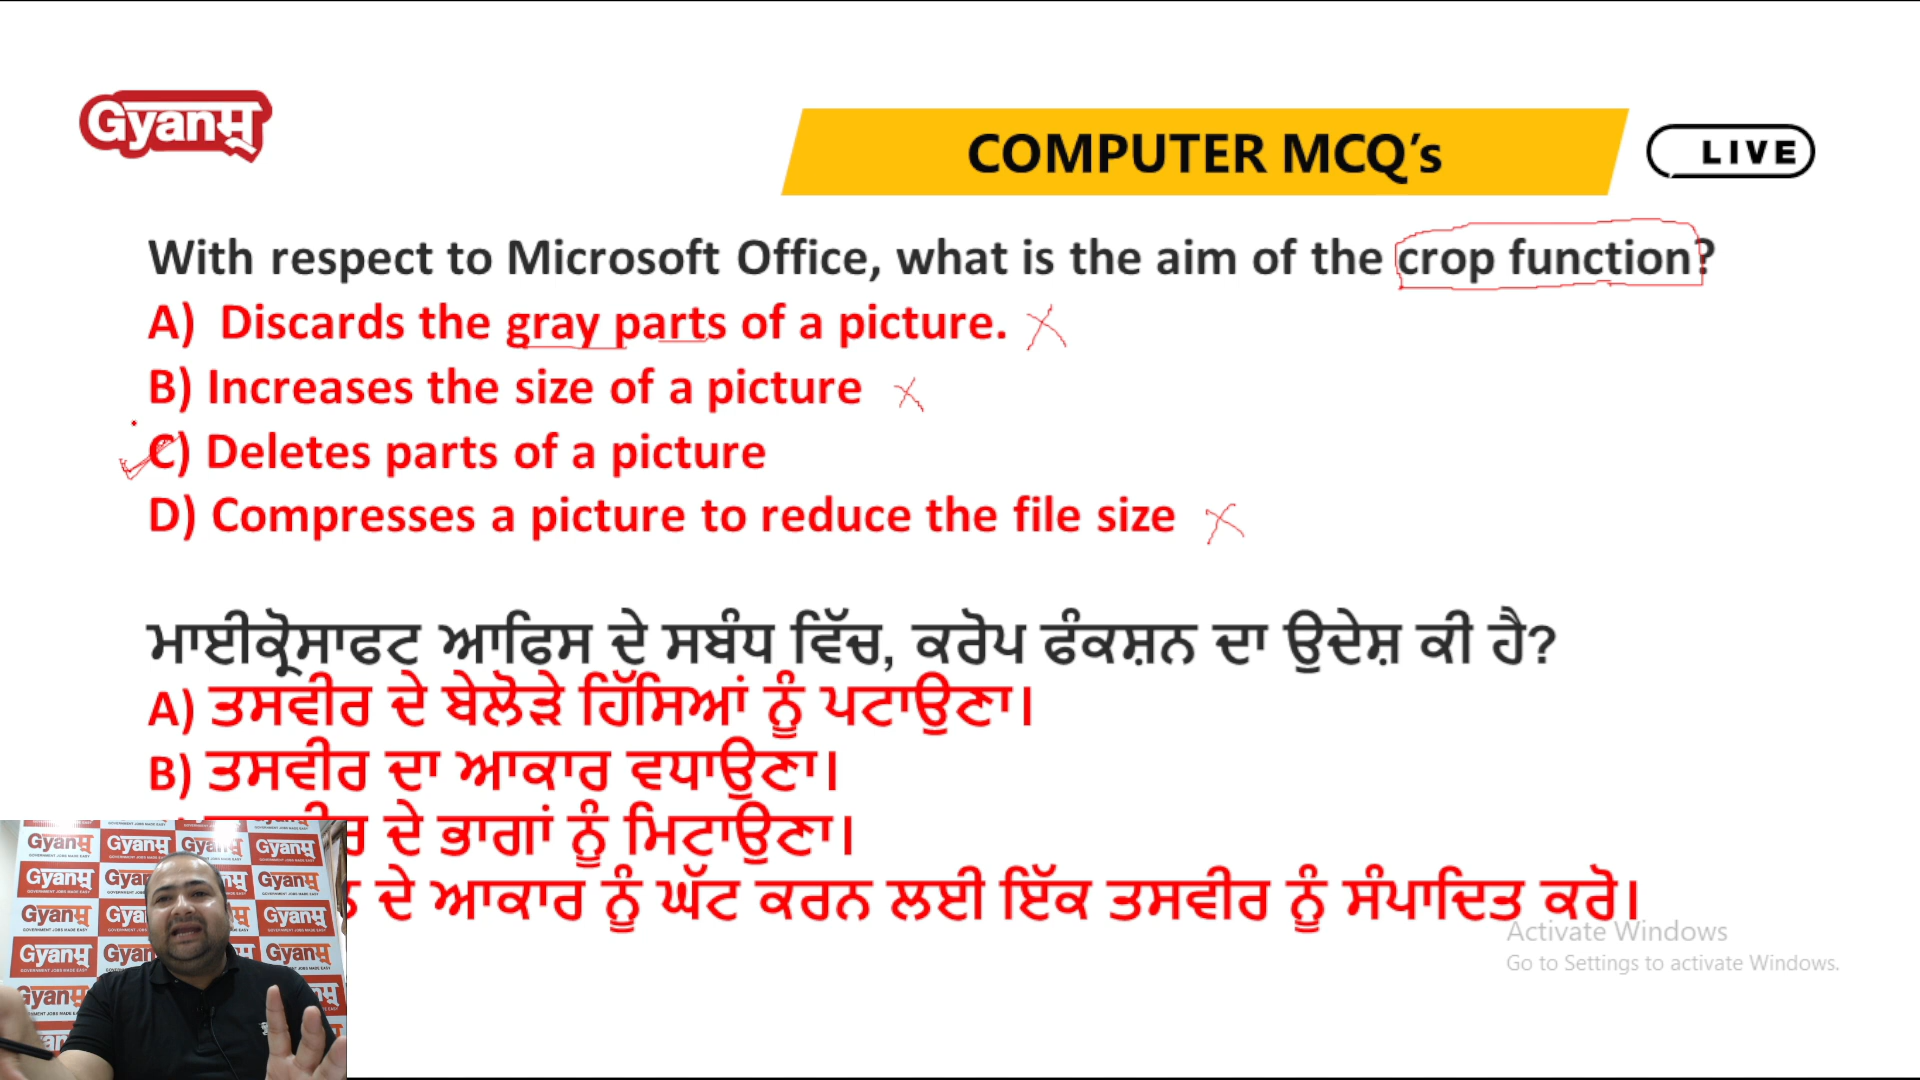 Gyanਸ਼੍ਰ
COMPUTER MCQ’s
LIVE
With respect to Microsoft Office, what is the aim of the crop function?
A) Discards the gray parts of a picture.
B) Increases the size of a picture
C) Deletes parts of a picture
D) Compresses a picture to reduce the file size
ਮਾਈਕ੍ਰੋਸਾਫਟ ਆਫਿਸ ਦੇ ਸਬੰਧ ਵਿੱਚ, ਕਰੋਪ ਫੰਕਸ਼ਨ ਦਾ ਉਦੇਸ਼ ਕੀ ਹੈ?
A) ਤਸਵੀਰ ਦੇ ਬੇਲੋੜੇ ਹਿੱਸਿਆਂ ਨੂੰ ਪਟਾਉਣਾ।
B) ਤਸਵੀਰ ਦਾ ਆਕਾਰ ਵਧਾਉਣਾ।
ਦੇ ਭਾਗਾਂ ਨੂੰ ਮਿਟਾਉਣਾ।
ਦੇ ਆਕਾਰ ਨੂੰ ਘੱਟ ਕਰਨ ਲਈ ਇੱਕ ਤਸਵੀਰ ਨੂੰ ਸੰਪਾਦਿਤ ਕਰੋ।
Activate Windows
Go to Settings to activate Windows.